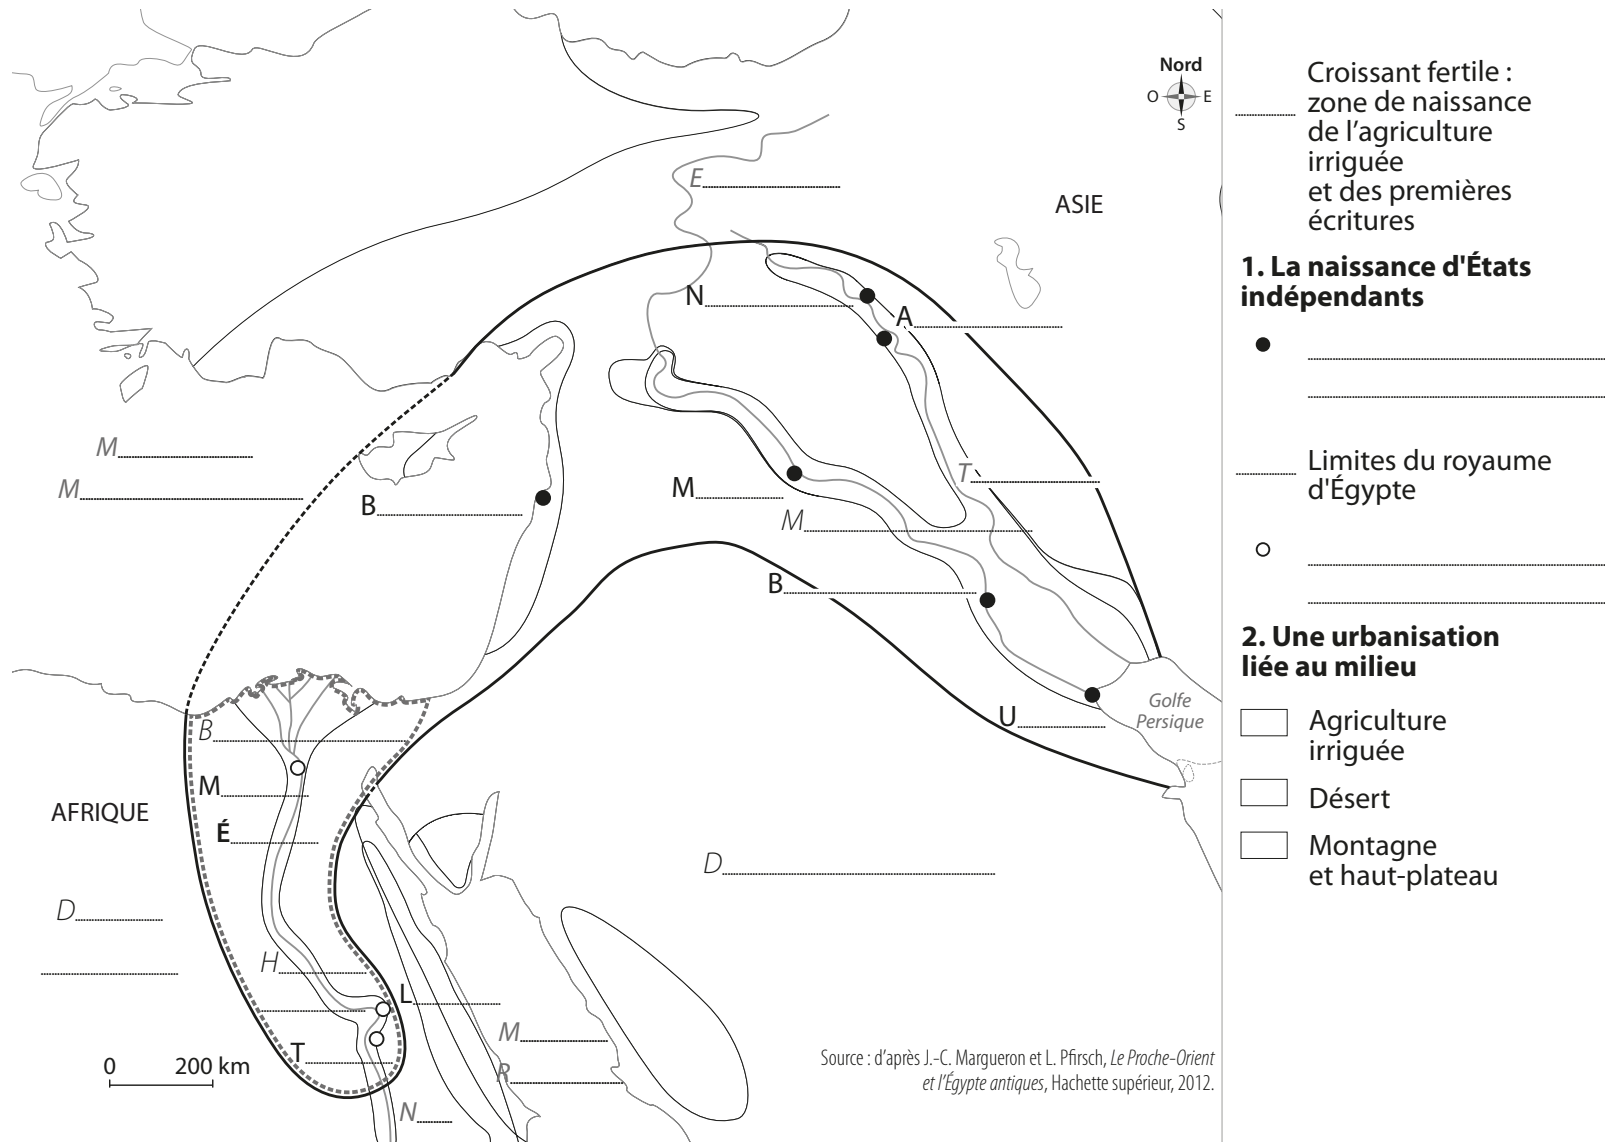 Nord
O E
S
E
ASIE
N
A
M
M
B
T
M
M
B
U
Golfe
Persique
B
M
AFRIQUE
É
D
D
H
L
M
T
R
N
0 200 km
Source : d'après J.-C. Margueron et L. Pfirsch, Le Proche-Orient
et l'Égypte antiques, Hachette supérieur, 2012.
Croissant fertile :
zone de naissance
de l'agriculture
irriguée
et des premières
écritures
1. La naissance d'États
indépendants
Limites du royaume
d'Égypte
2. Une urbanisation
liée au milieu
Agriculture
irriguée
Désert
Montagne
et haut-plateau